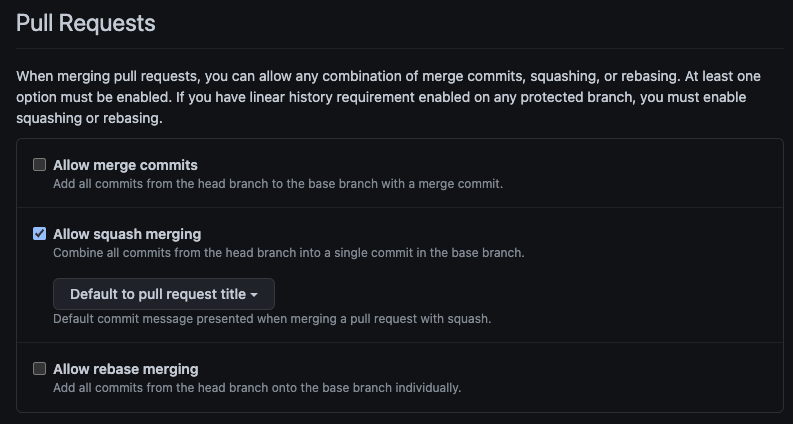 Pull Requests
When merging pull requests, you can allow any combination of merge commits, squashing, or rebasing. At least one
option must be enabled. If you have linear history requirement enabled on any protected branch, you must enable
squashing or rebasing.
Allow merge commits
Add all commits from the head branch to the base branch with a merge commit.
Allow squash merging
Combine all commits from the head branch into a single commit in the base branch.
Default to pull request title
Default commit message presented when merging a pull request with squash.
Allow rebase merging
Add all commits from the head branch onto the base branch individually.